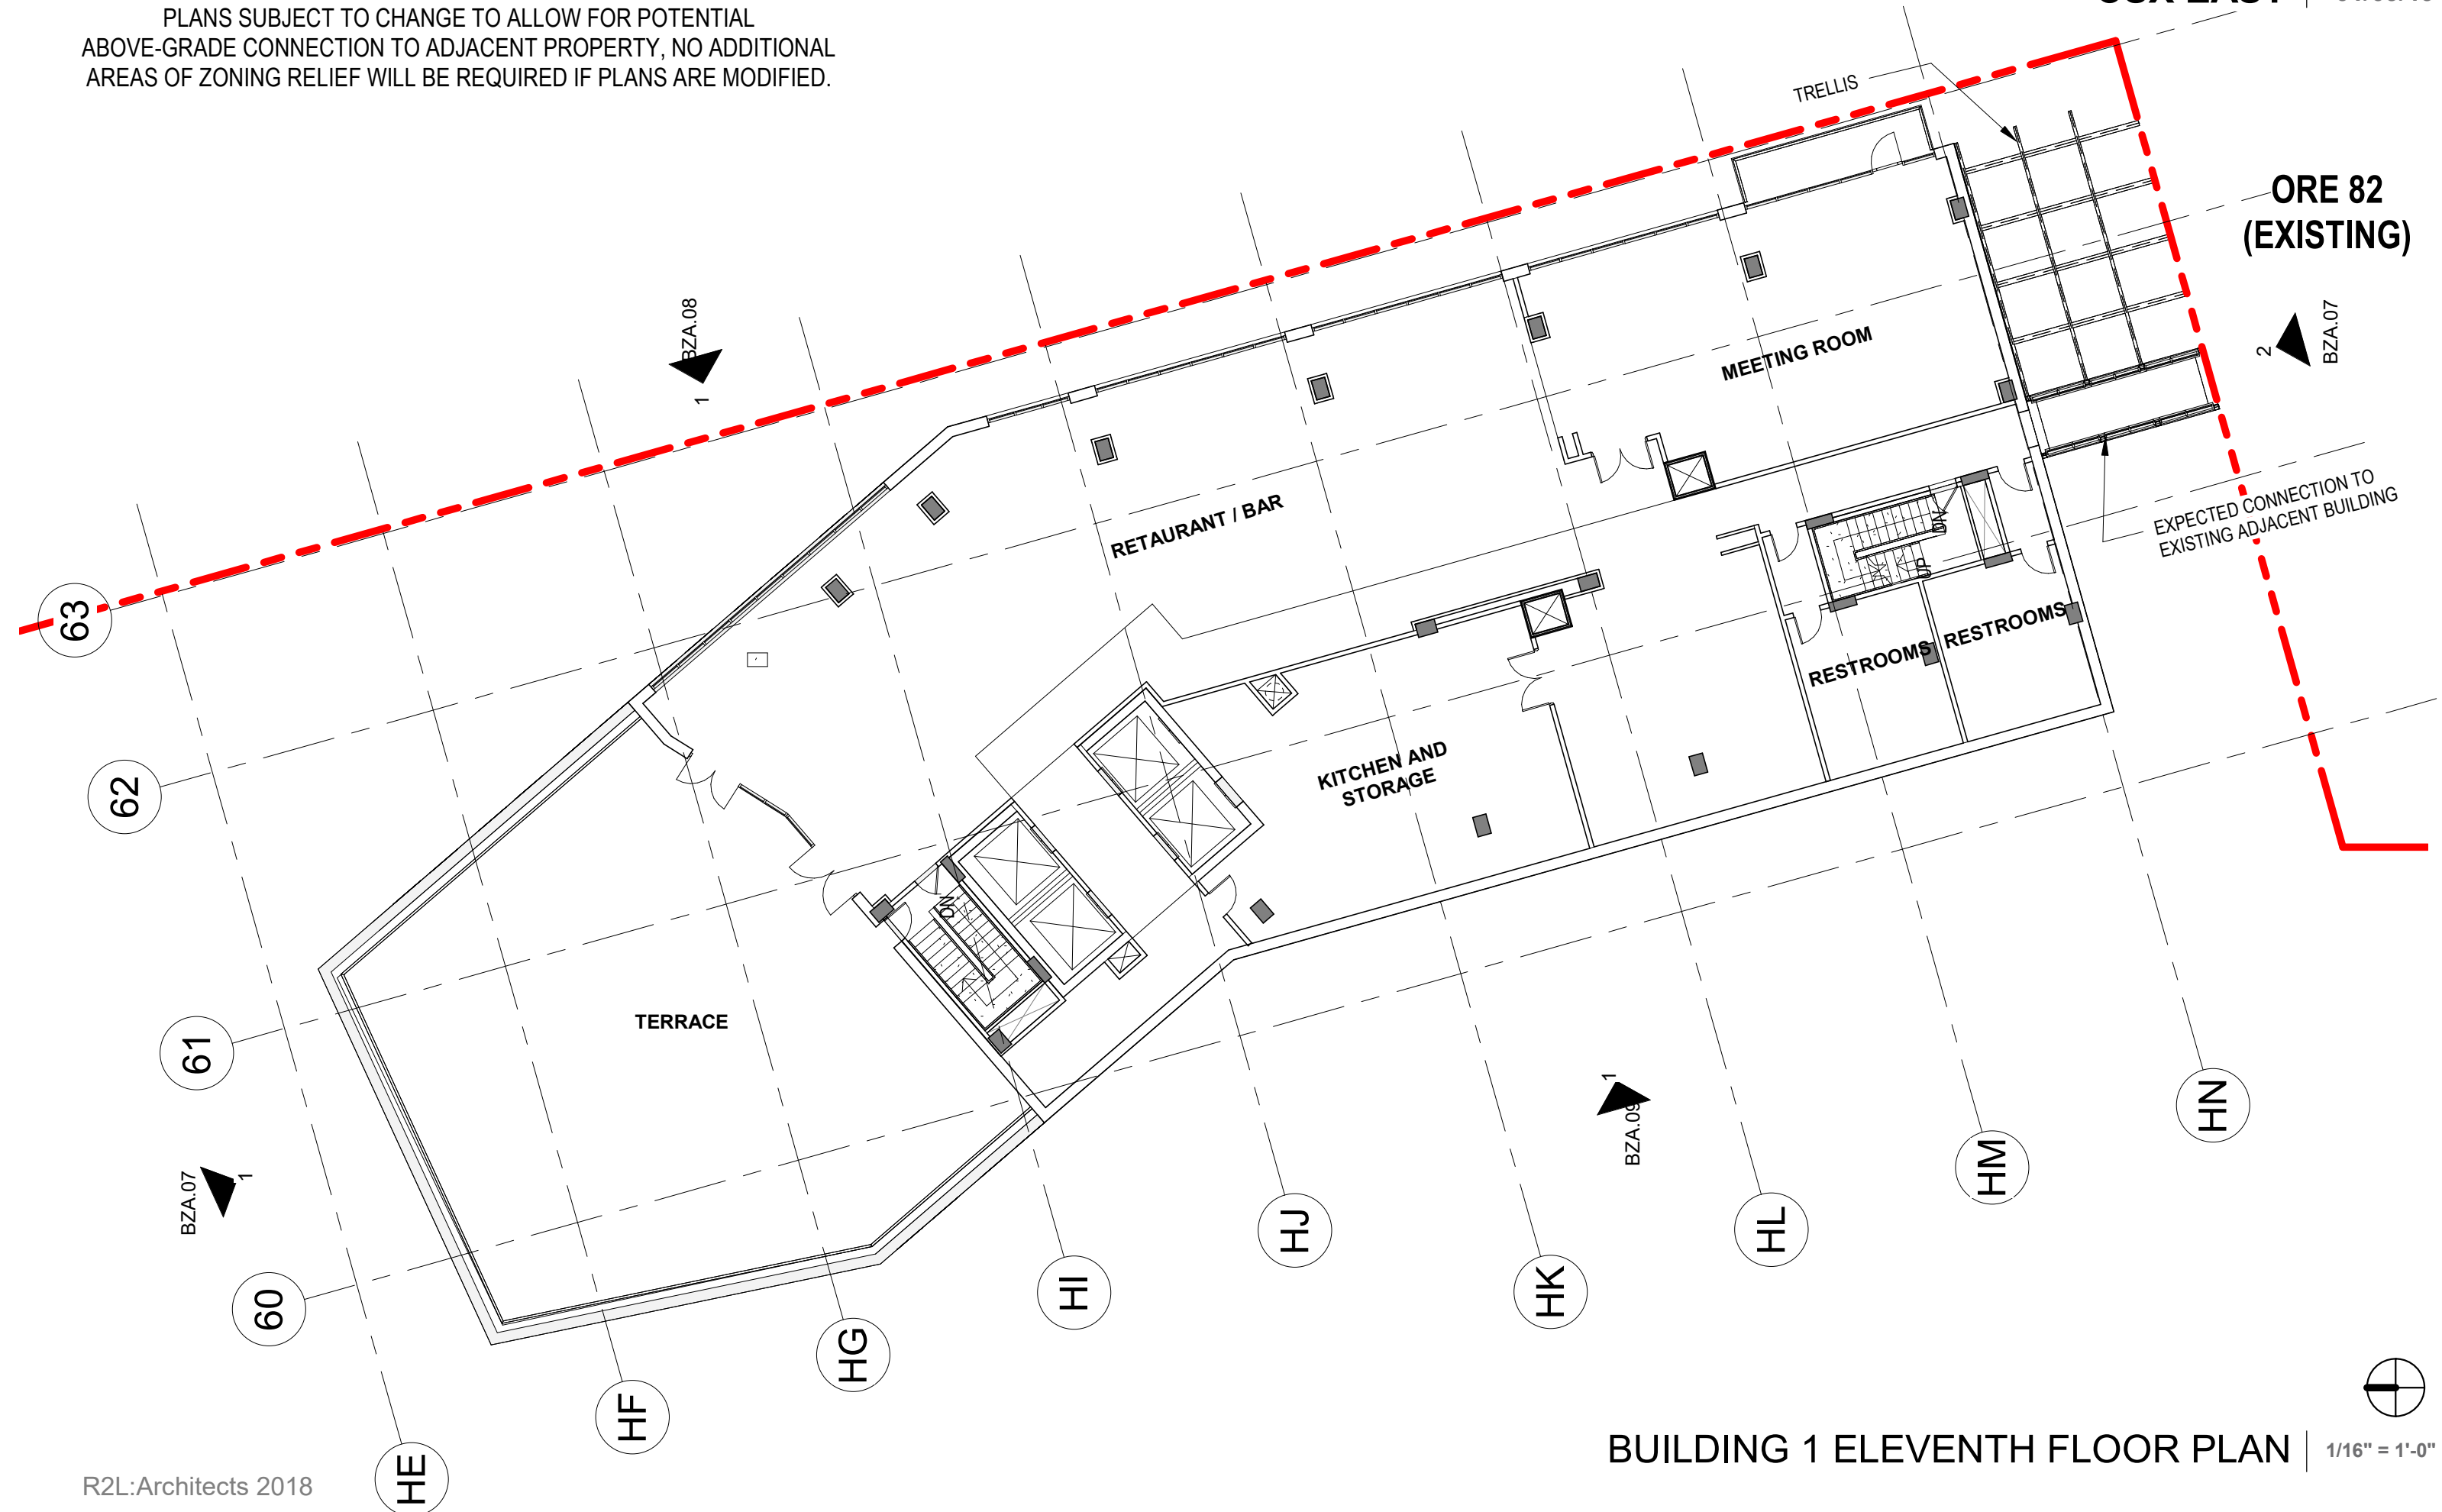 PLANS SUBJECT TO CHANGE TO ALLOW FOR POTENTIAL
ABOVE-GRADE CONNECTION TO ADJACENT PROPERTY, NO ADDITIONAL
AREAS OF ZONING RELIEF WILL BE REQUIRED IF PLANS ARE MODIFIED.
TRELLIS
ORE 82
(EXISTING)
BZA.08
1
2
BZA.07
MEETING ROOM
RETAURANT / BAR
EXPECTED CONNECTION TO
EXISTING ADJACENT BUILDING
DN
UP
63
RESTROOMS
RESTROOMS
KITCHEN AND
STORAGE
62
DN
TERRACE
61
60
BZA.07
1
1
BZA.09
HE
HF
HG
HI
HJ
HK
HL
HM
HN
BUILDING 1 ELEVENTH FLOOR PLAN
1/16" = 1'-0"
R2L:Architects 2018